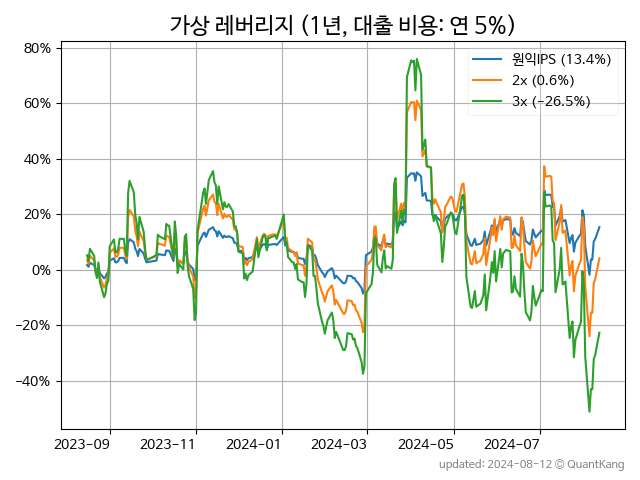 가상 레버리지 (1년, 대출 비용: 연 5%)
원익IPS (13.4%)
2x (0.6%)
3x (−26.5%)
80%
60%
40%
20%
0%
−20%
−40%
2023-09
2023-11
2024-01
2024-03
2024-05
2024-07
updated: 2024-08-12 © QuantKang